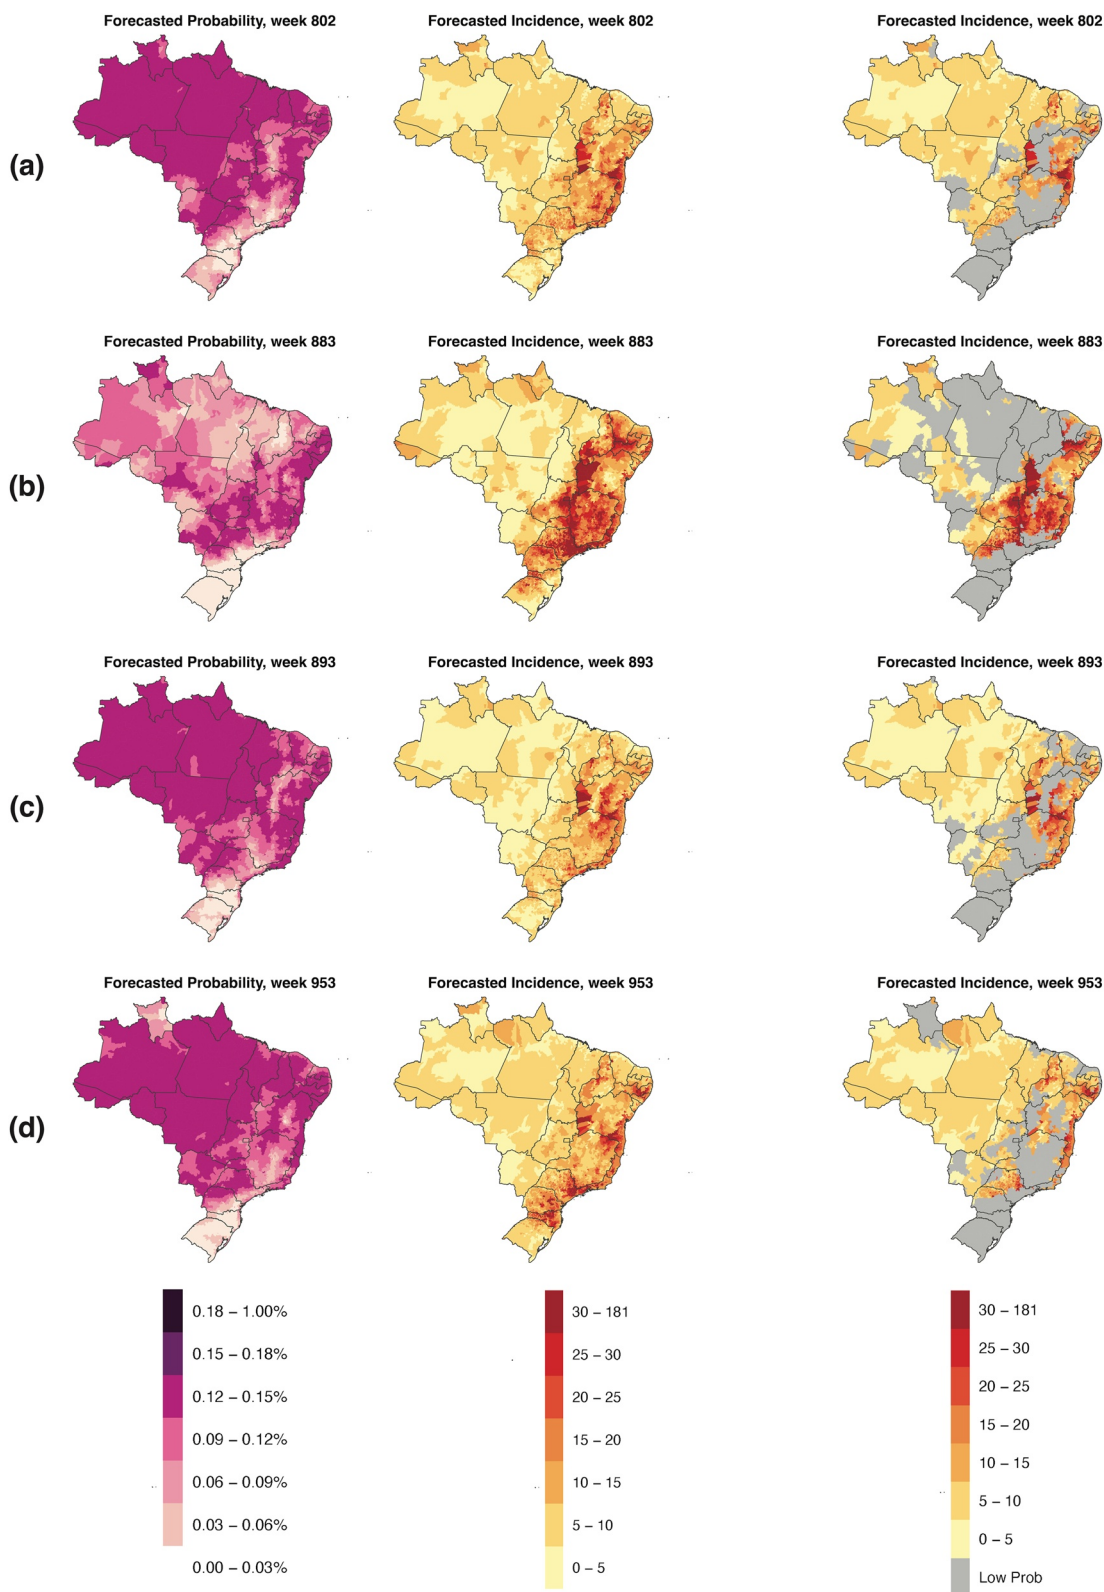 Forecasted Probability, week 802
Forecasted Incidence, week 802
Forecasted Incidence, week 802
(a)
Forecasted Probability, week 883
Forecasted Incidence, week 883
Forecasted Incidence, week 883
(b)
Forecasted Probability, week 893
Forecasted Incidence, week 893
Forecasted Incidence, week 893
(c)
Forecasted Probability, week 953
Forecasted Incidence, week 953
Forecasted Incidence, week 953
(d)
0.18 – 1.00%
0.15 – 0.18%
0.12 – 0.15%
0.09 – 0.12%
0.06 – 0.09%
0.03 – 0.06%
0.00 – 0.03%
30 – 181
25 – 30
20 – 25
15 – 20
10 – 15
5 – 10
0 – 5
30 – 181
25 – 30
20 – 25
15 – 20
10 – 15
5 – 10
0 – 5
Low Prob